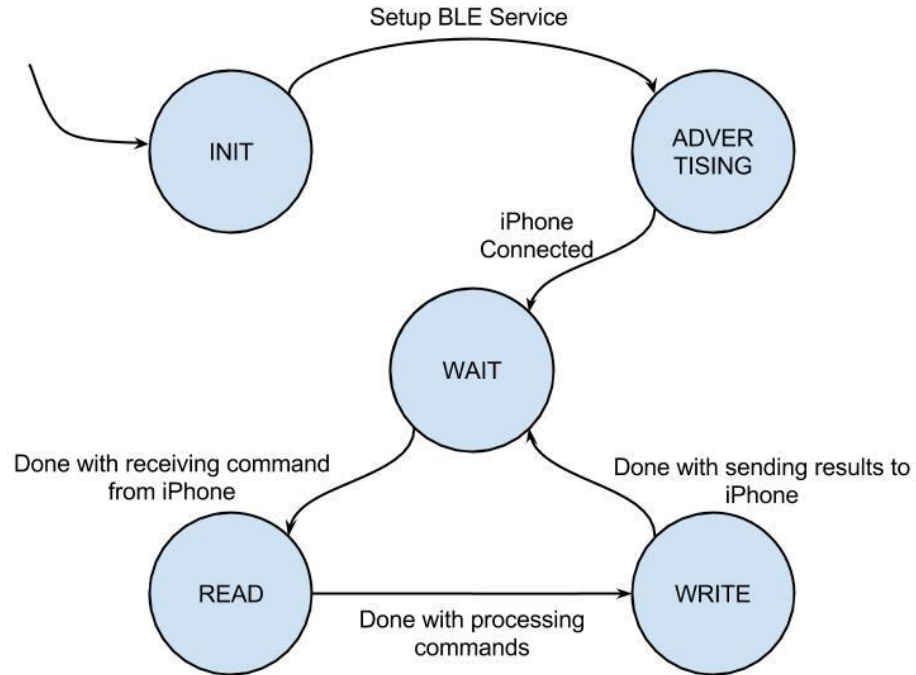 Setup BLE Service
INIT
ADVER
TISING
iPhone
Connected
WAIT
Done with receiving command
from iPhone
Done with sending results to
iPhone
READ
WRITE
Done with processing
commands